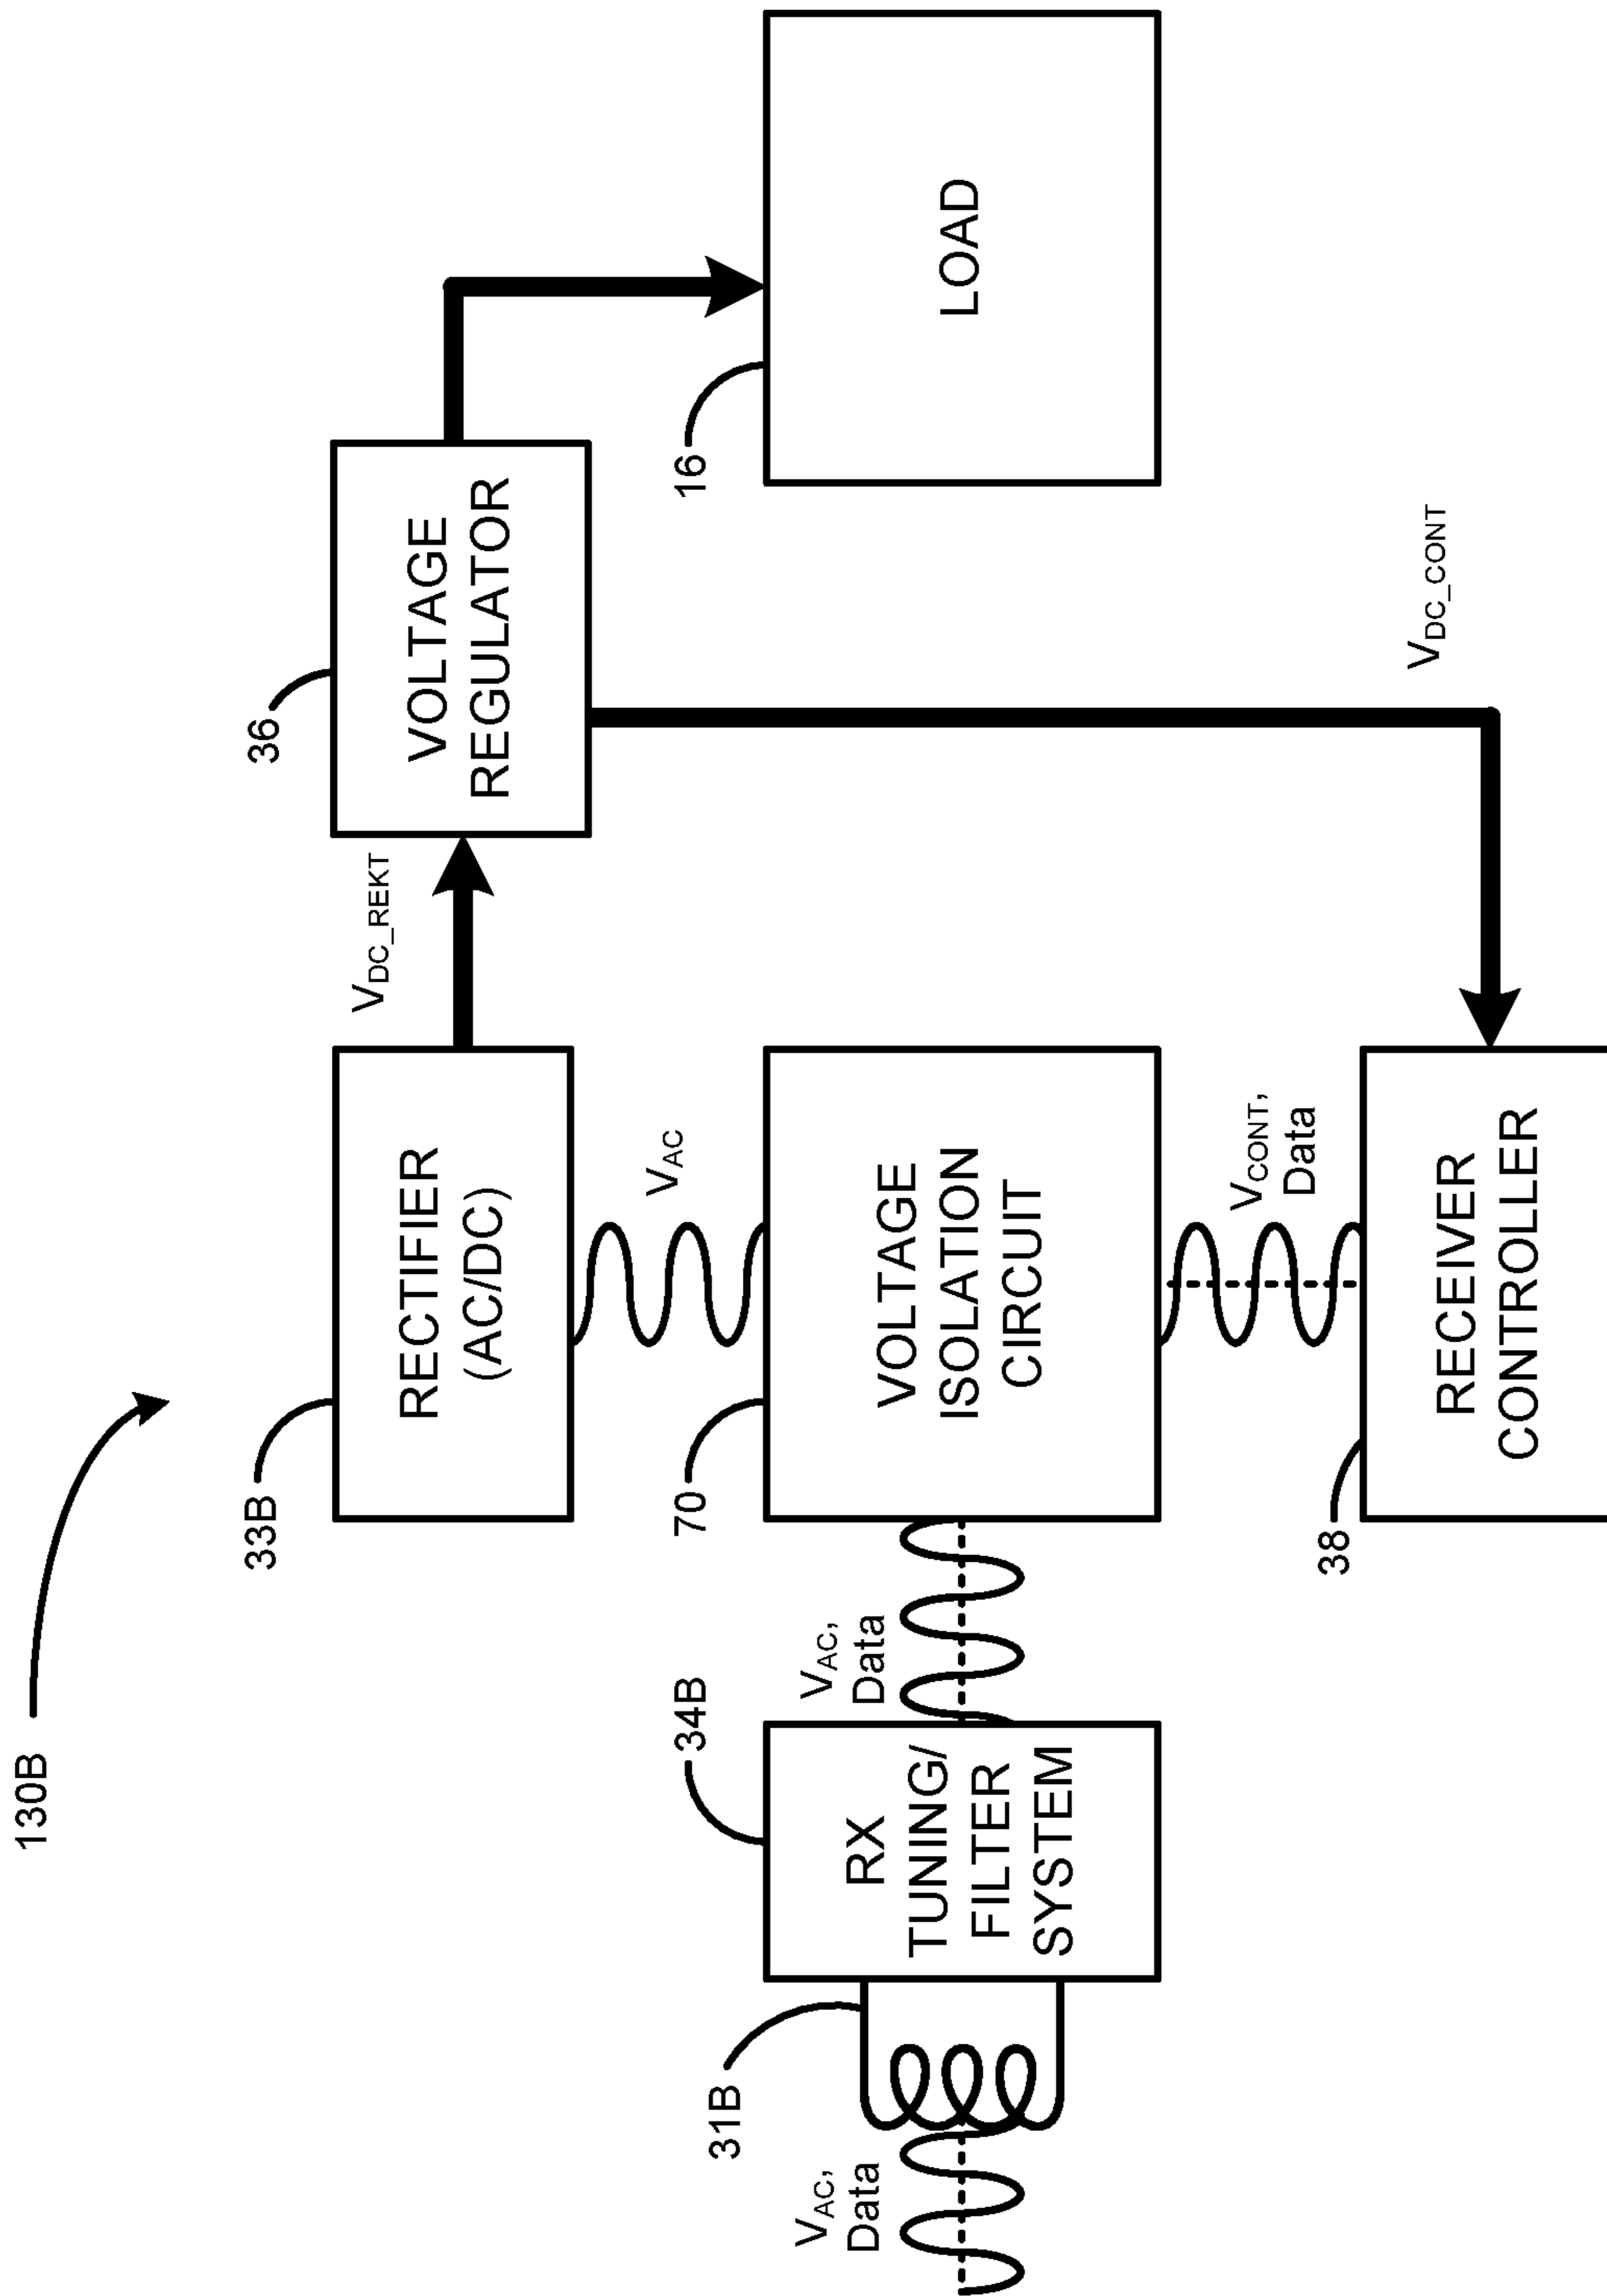 130B
33B
RECTIFIER
(AC/DC)
V_DC_REKT
36
VOLTAGE
REGULATOR
V_AC
16
LOAD
31B
V_AC,
Data
34B
RX
TUNING/
FILTER
SYSTEM
V_AC,
Data
70
VOLTAGE
ISOLATION
CIRCUIT
V_CONT,
Data
38
RECEIVER
CONTROLLER
V_DC_CONT